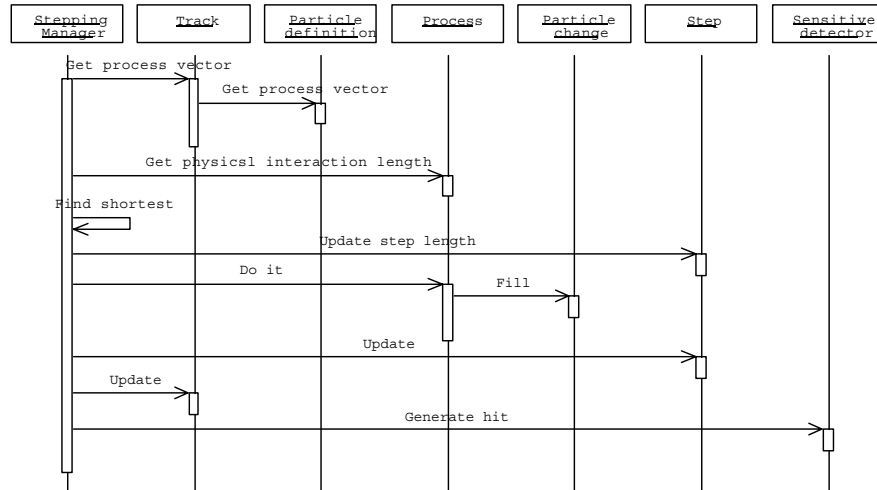 Stepping Manager
Track
Particle definition
Process
Particle change
Step
Sensitive detector
Get process vector
Get process vector
Get physicsl interaction length
Find shortest
Update step length
Do it
Fill
Update
Update
Generate hit